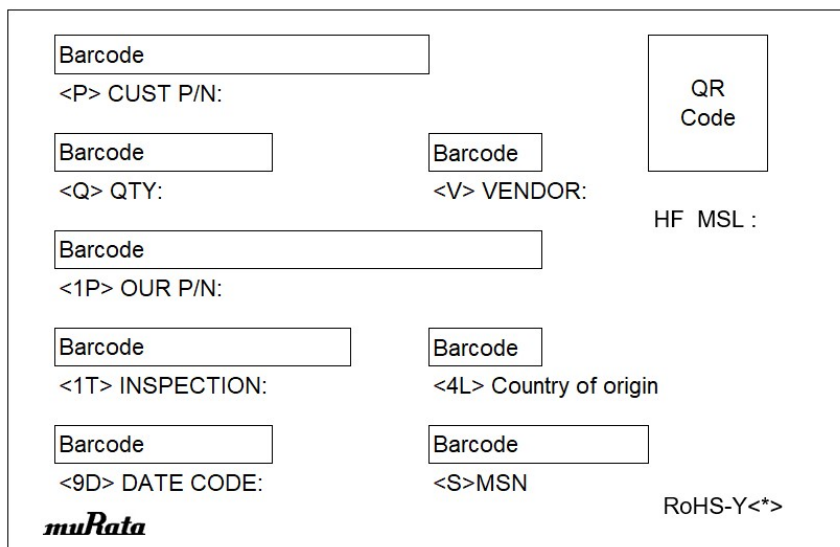 Barcode
<P> CUST P/N:
QR
Code
Barcode
<Q> QTY:
Barcode
<V> VENDOR:
HF MSL :
Barcode
<1P> OUR P/N:
Barcode
<1T> INSPECTION:
Barcode
<4L> Country of origin
Barcode
<9D> DATE CODE:
Barcode
<S>MSN
RoHS-Y<*>
muRata